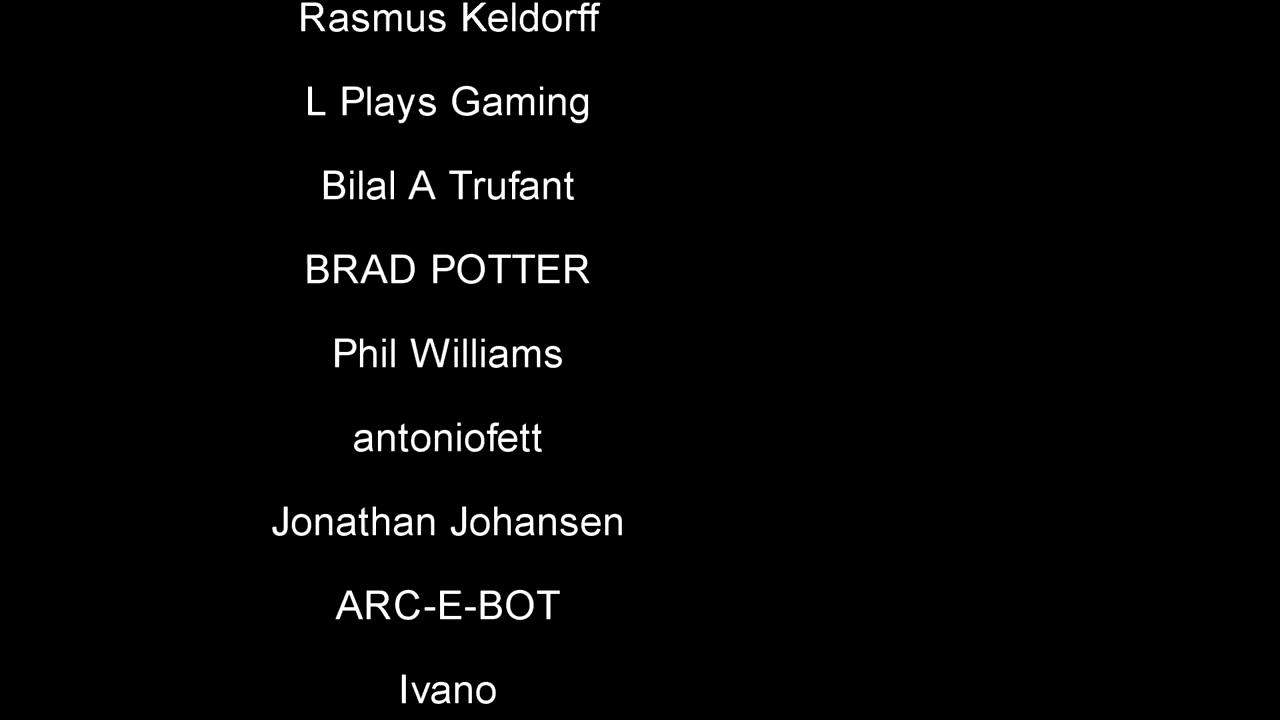 Rasmus Keldorff
L Plays Gaming
Bilal A Trufant
BRAD POTTER
Phil Williams
antoniofett
Jonathan Johansen
ARC-E-BOT
Ivano